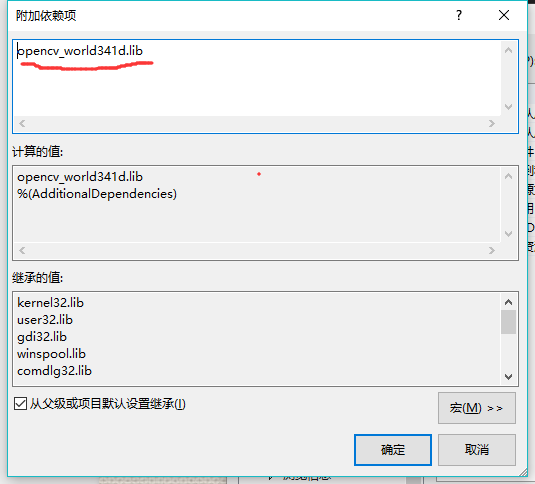 附加依赖项
?
opencv_world341d.lib
计算的值:
opencv_world341d.lib
%(AdditionalDependencies)
继承的值:
kernel32.lib
user32.lib
gdi32.lib
winspool.lib
comdlg32.lib
从父级或项目默认设置继承(I)
宏(M) >>
确定
取消